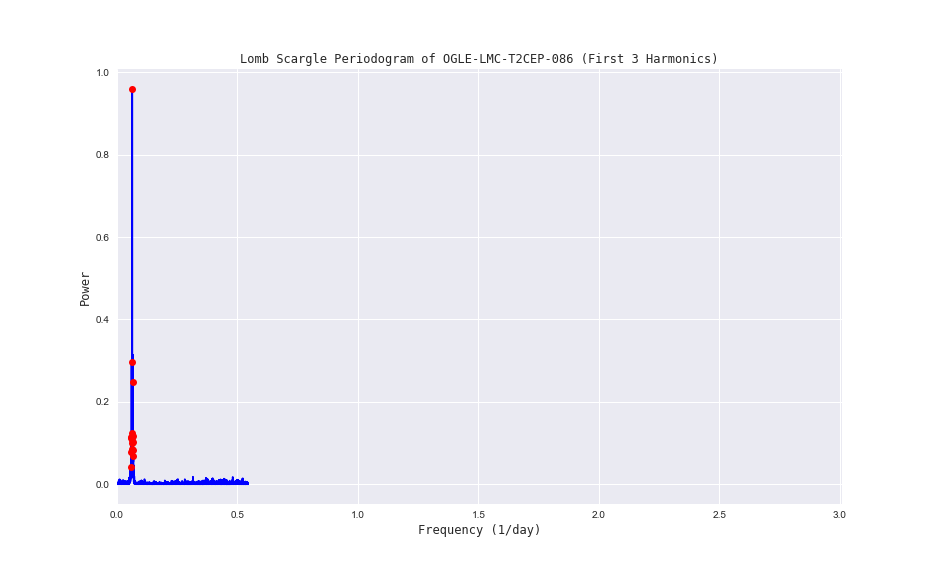 Lomb Scargle Periodogram of OGLE-LMC-T2CEP-086 (First 3 Harmonics)
1.0
0.8
0.6
0.4
0.2
0.0
Power
0.0 0.5 1.0 1.5 2.0 2.5 3.0
Frequency (1/day)